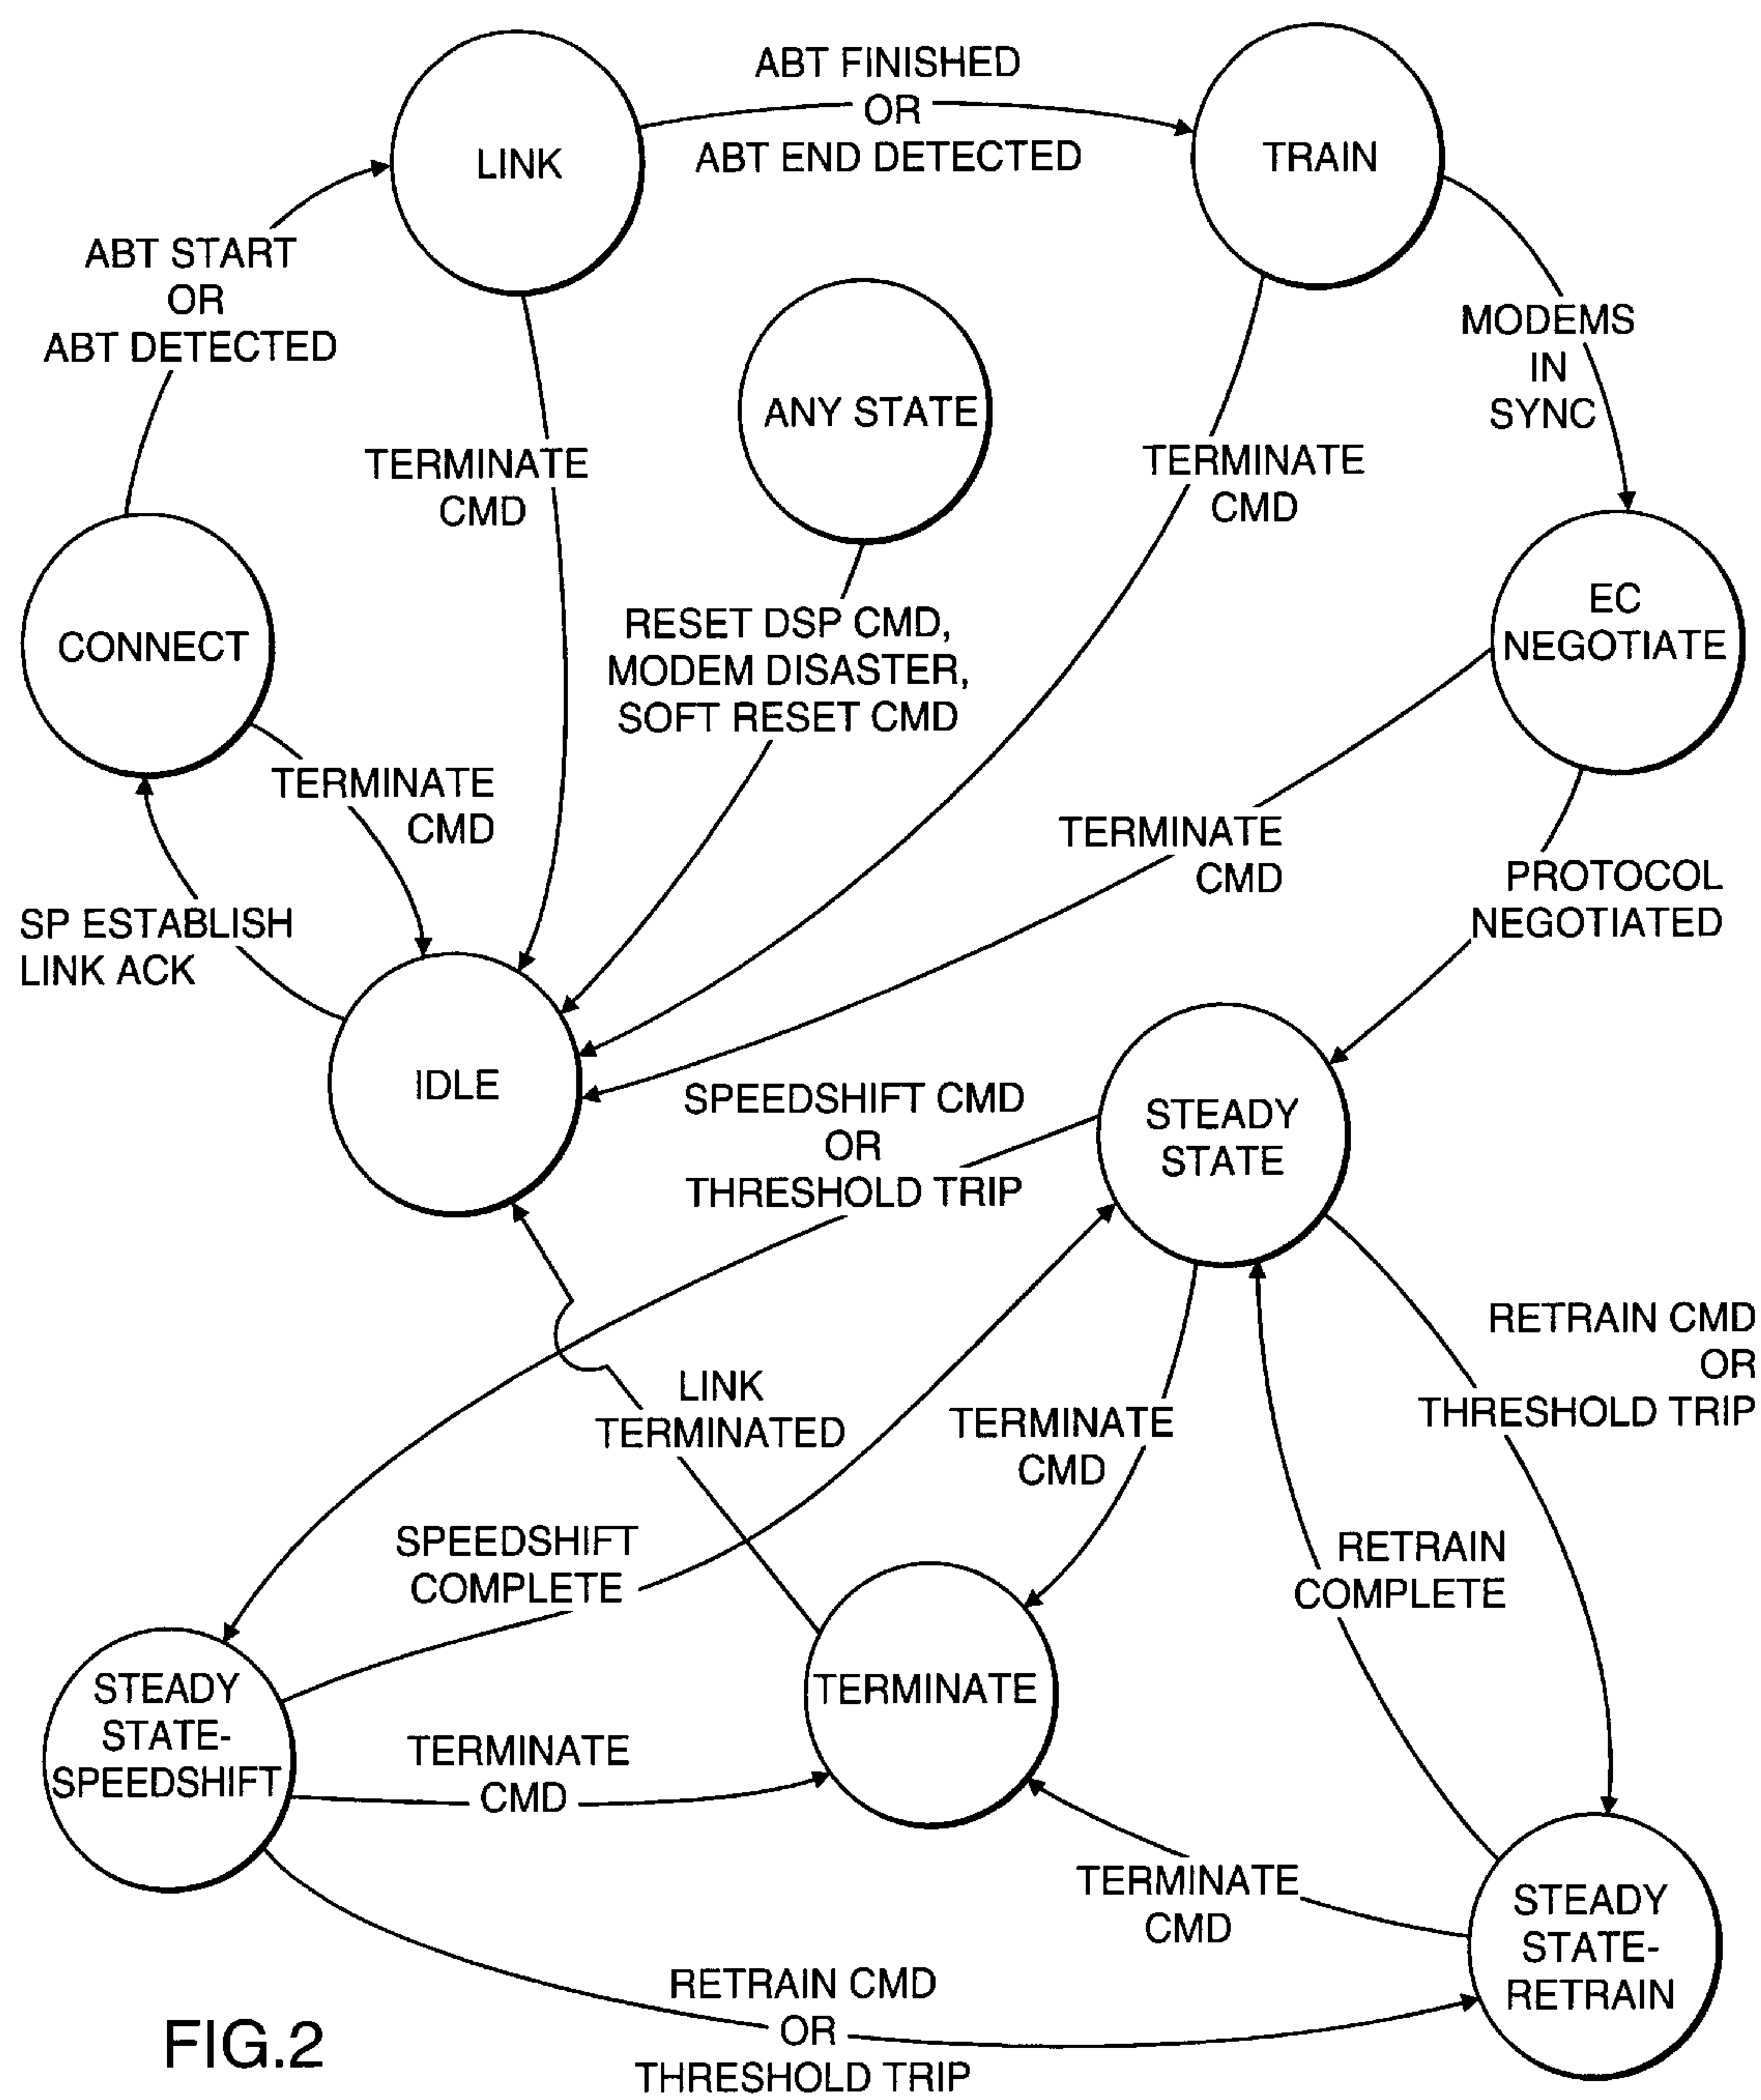 ABT FINISHED
OR
ABT END DETECTED
LINK
TRAIN
ABT START
OR
ABT DETECTED
MODEMS
IN
SYNC
ANY STATE
TERMINATE
CMD
TERMINATE
CMD
CONNECT
RESET DSP CMD,
MODEM DISASTER,
SOFT RESET CMD
EC
NEGOTIATE
TERMINATE
CMD
TERMINATE
CMD
PROTOCOL
NEGOTIATED
SP ESTABLISH
LINK ACK
IDLE
SPEEDSHIFT CMD
OR
THRESHOLD TRIP
STEADY
STATE
RETRAIN CMD
OR
THRESHOLD TRIP
LINK
TERMINATED
TERMINATE
CMD
SPEEDSHIFT
COMPLETE
RETRAIN
COMPLETE
STEADY
STATE-
SPEEDSHIFT
TERMINATE
TERMINATE
CMD
TERMINATE
CMD
STEADY
STATE-
RETRAIN
RETRAIN CMD
OR
THRESHOLD TRIP
FIG.2